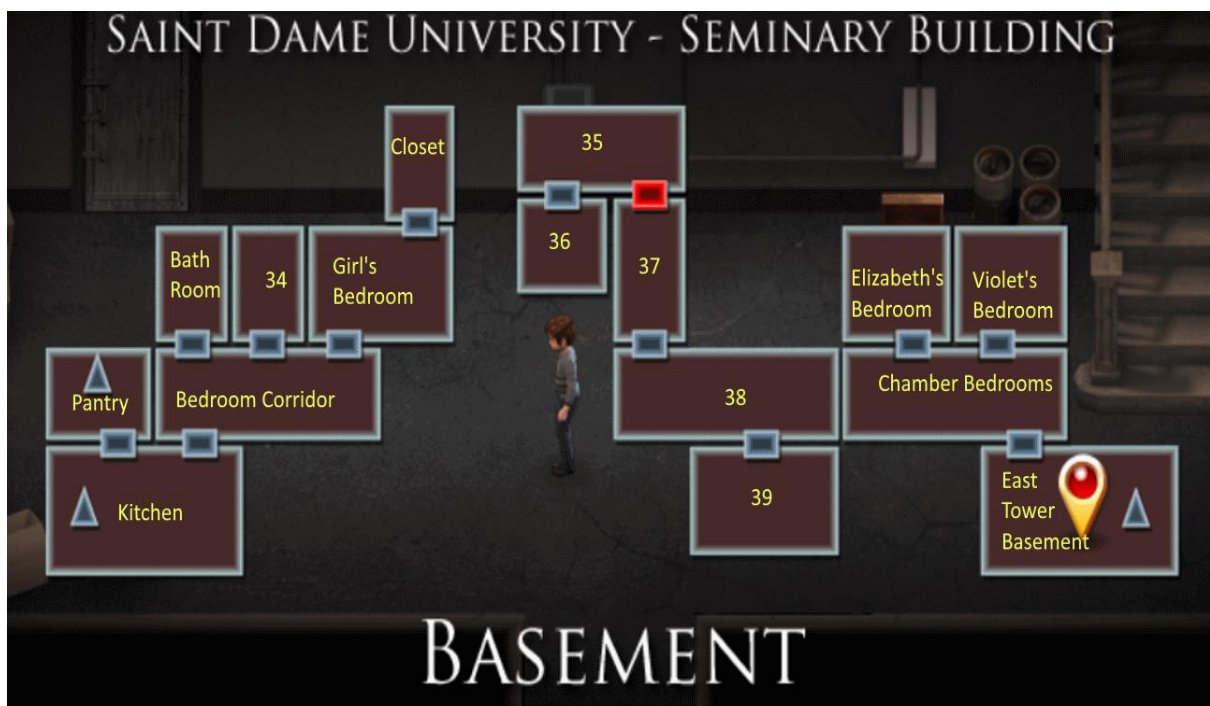 SAINT DAME UNIVERSITY - SEMINARY BUILDING
Closet
35
Bath
Room
34
Girl's
Bedroom
36
37
Elizabeth's
Bedroom
Violet's
Bedroom
Pantry
Bedroom Corridor
38
Chamber Bedrooms
Kitchen
39
East
Tower
Basement
BASEMENT